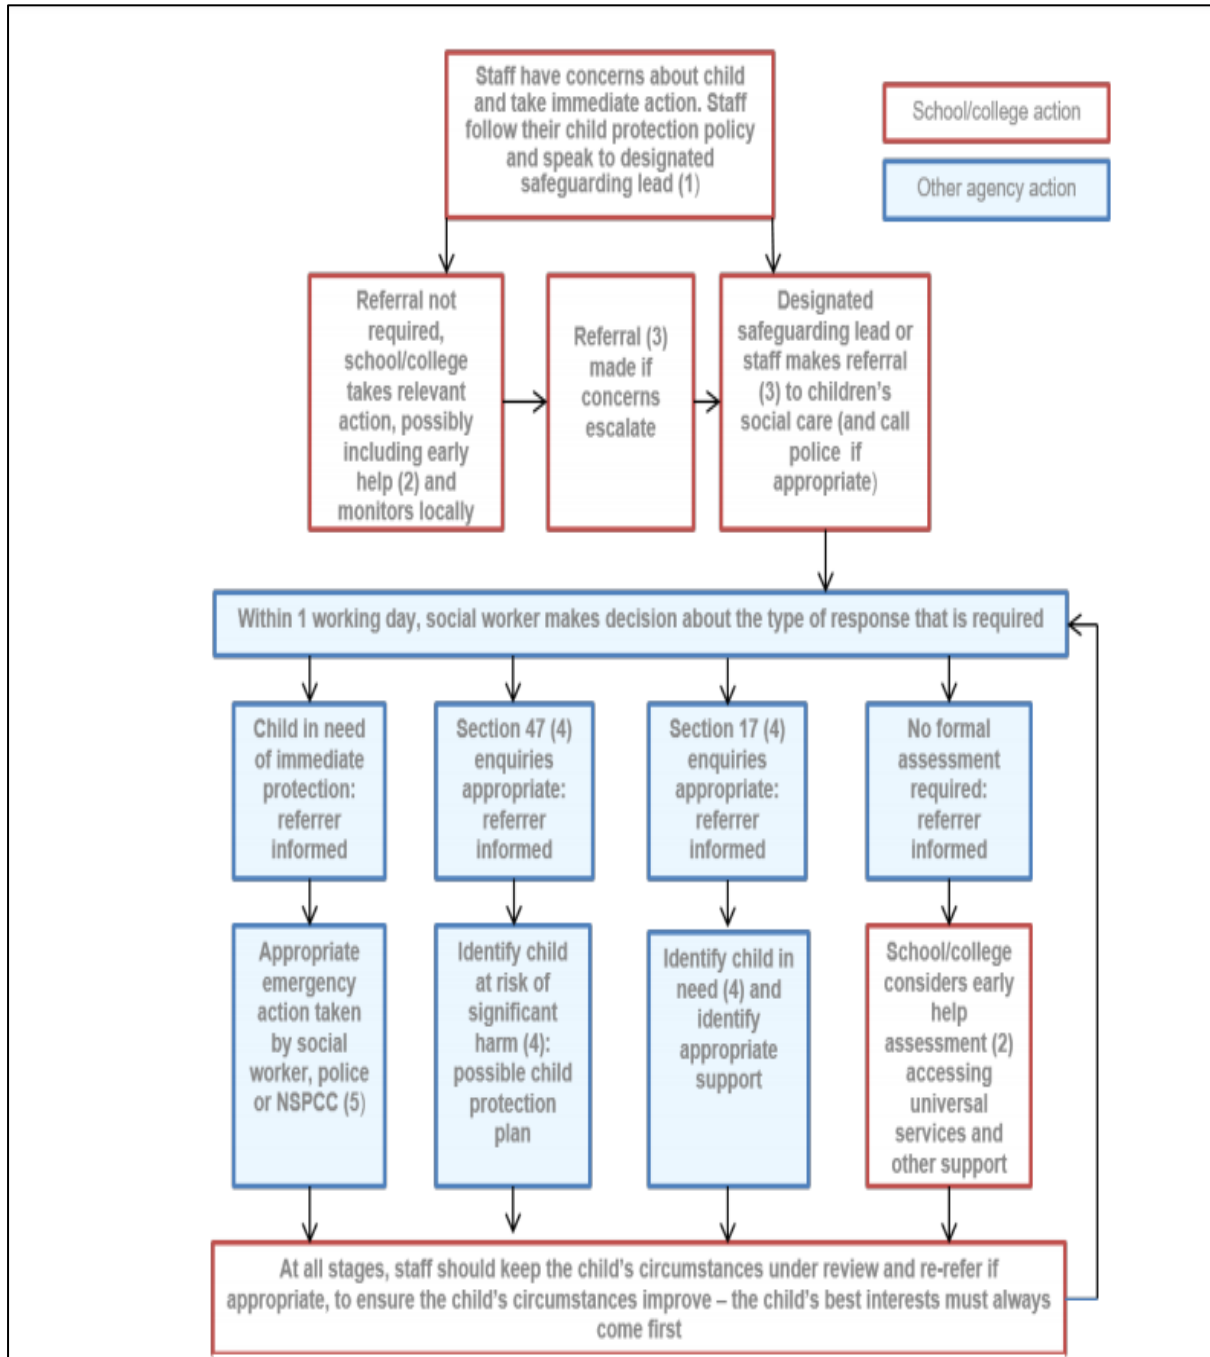 Staff have concerns about child
and take immediate action. Staff
follow their child protection policy
and speak to designated
safeguarding lead (1)
School/college action
Other agency action
Referral not
required,
school/college
takes relevant
action, possibly
including early
help (2) and
monitors locally
Referral (3)
made if
concerns
escalate
Designated
safeguarding lead or
staff makes referral
(3) to children's
social care (and call
police if
appropriate)
Within 1 working day, social worker makes decision about the type of response that is required
Child in need
of immediate
protection:
referrer
informed
Section 47 (4)
enquiries
appropriate:
referrer
informed
Section 17 (4)
enquiries
appropriate:
referrer
informed
No formal
assessment
required:
referrer
informed
Appropriate
emergency
action taken
by social
worker, police
or NSPCC (5)
Identify child
at risk of
significant
harm (4):
possible child
protection
plan
Identify child in
need (4) and
identify
appropriate
support
School/college
considers early
help
assessment (2)
accessing
universal
services and
other support
At all stages, staff should keep the child's circumstances under review and re-refer if
appropriate, to ensure the child's circumstances improve – the child's best interests must always
come first